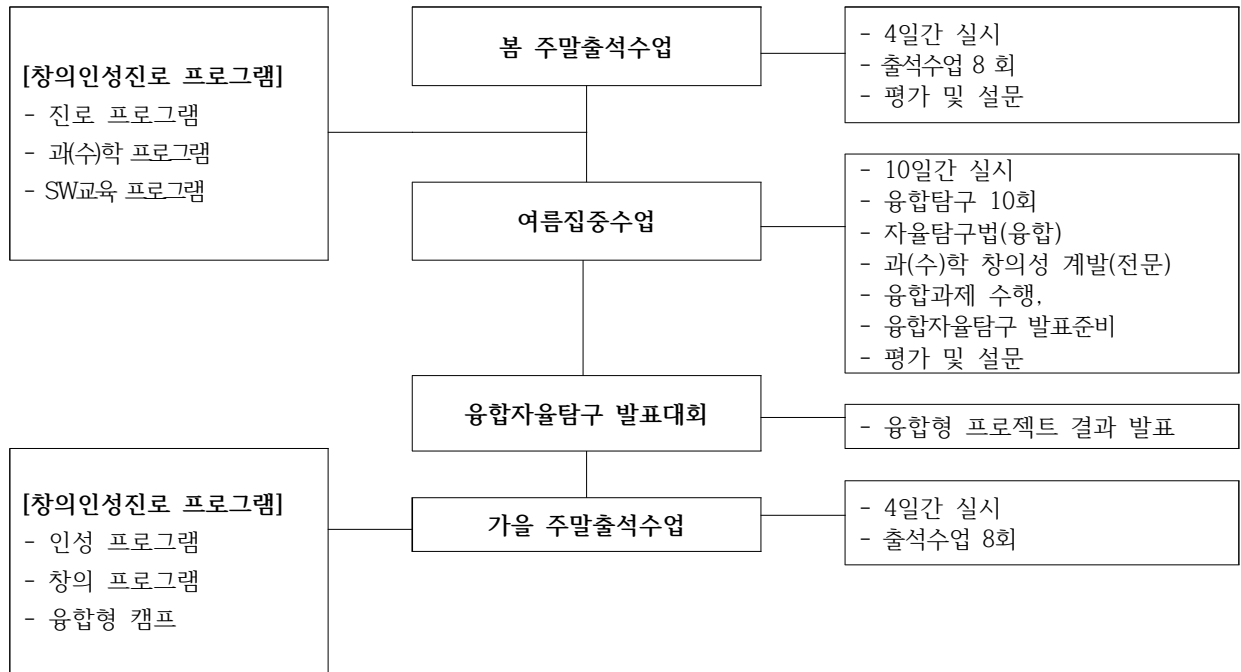 봄 주말출석수업
- 4일간 실시
- 출석수업 8 회
- 평가 및 설문
[창의인성진로 프로그램]
- 진로 프로그램
- 과(수)학 프로그램
- SW교육 프로그램
여름집중수업
- 10일간 실시
- 융합탐구 10회
- 자율탐구법(융합)
- 과(수)학 창의성 계발(전문)
- 융합과제 수행,
- 융합자율탐구 발표준비
- 평가 및 설문
융합자율탐구 발표대회
- 융합형 프로젝트 결과 발표
[창의인성진로 프로그램]
- 인성 프로그램
- 창의 프로그램
- 융합형 캠프
가을 주말출석수업
- 4일간 실시
- 출석수업 8회